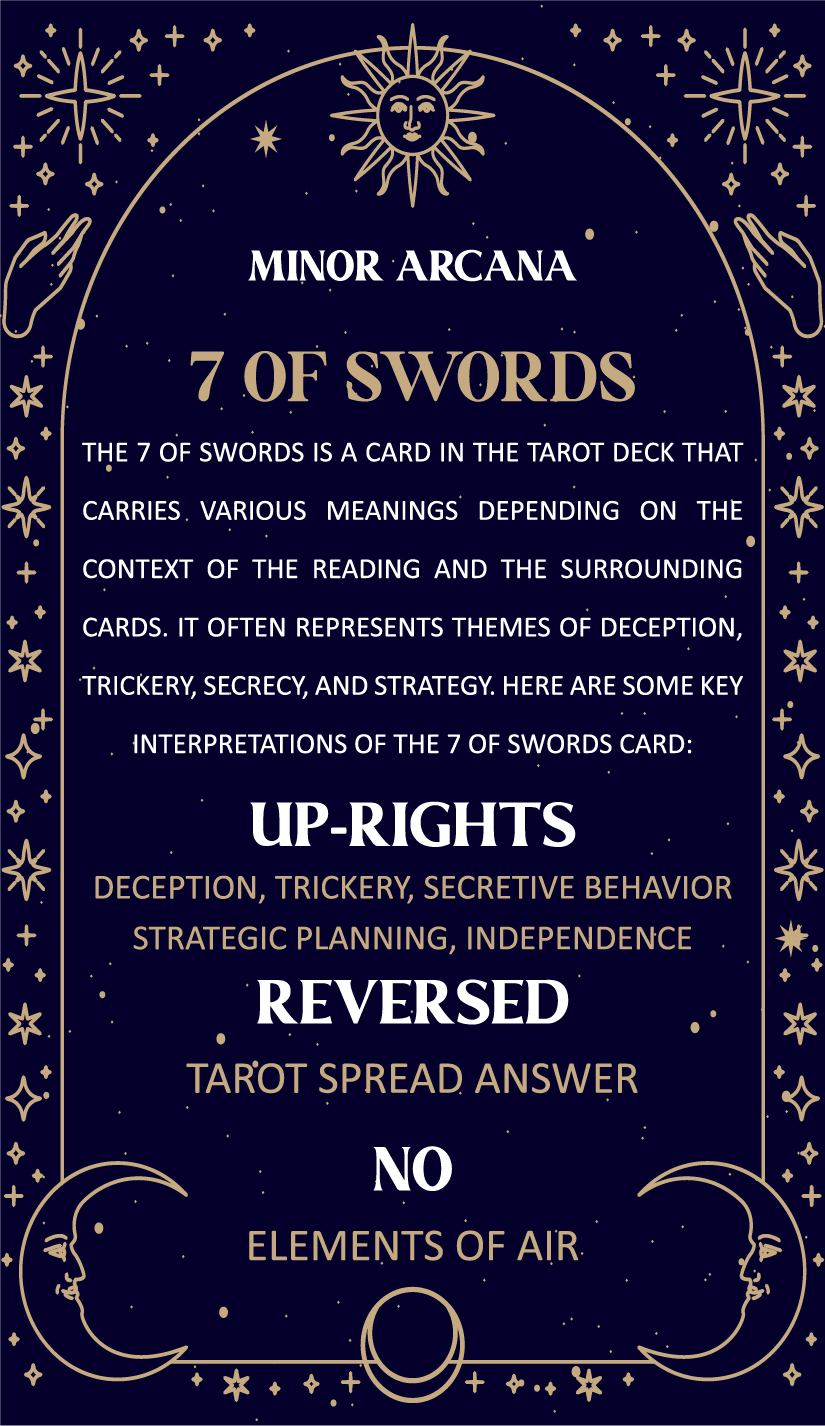 MINOR ARCANA
7 OF SWORDS
THE 7 OF SWORDS IS A CARD IN THE TAROT DECK THAT
CARRIES VARIOUS MEANINGS DEPENDING ON THE
CONTEXT OF THE READING AND THE SURROUNDING
CARDS. IT OFTEN REPRESENTS THEMES OF DECEPTION,
TRICKERY, SECRECY, AND STRATEGY. HERE ARE SOME KEY
INTERPRETATIONS OF THE 7 OF SWORDS CARD:
UP-RIGHTS
DECEPTION, TRICKERY, SECRETIVE BEHAVIOR
STRATEGIC PLANNING, INDEPENDENCE
REVERSED
TAROT SPREAD ANSWER
NO
ELEMENTS OF AIR